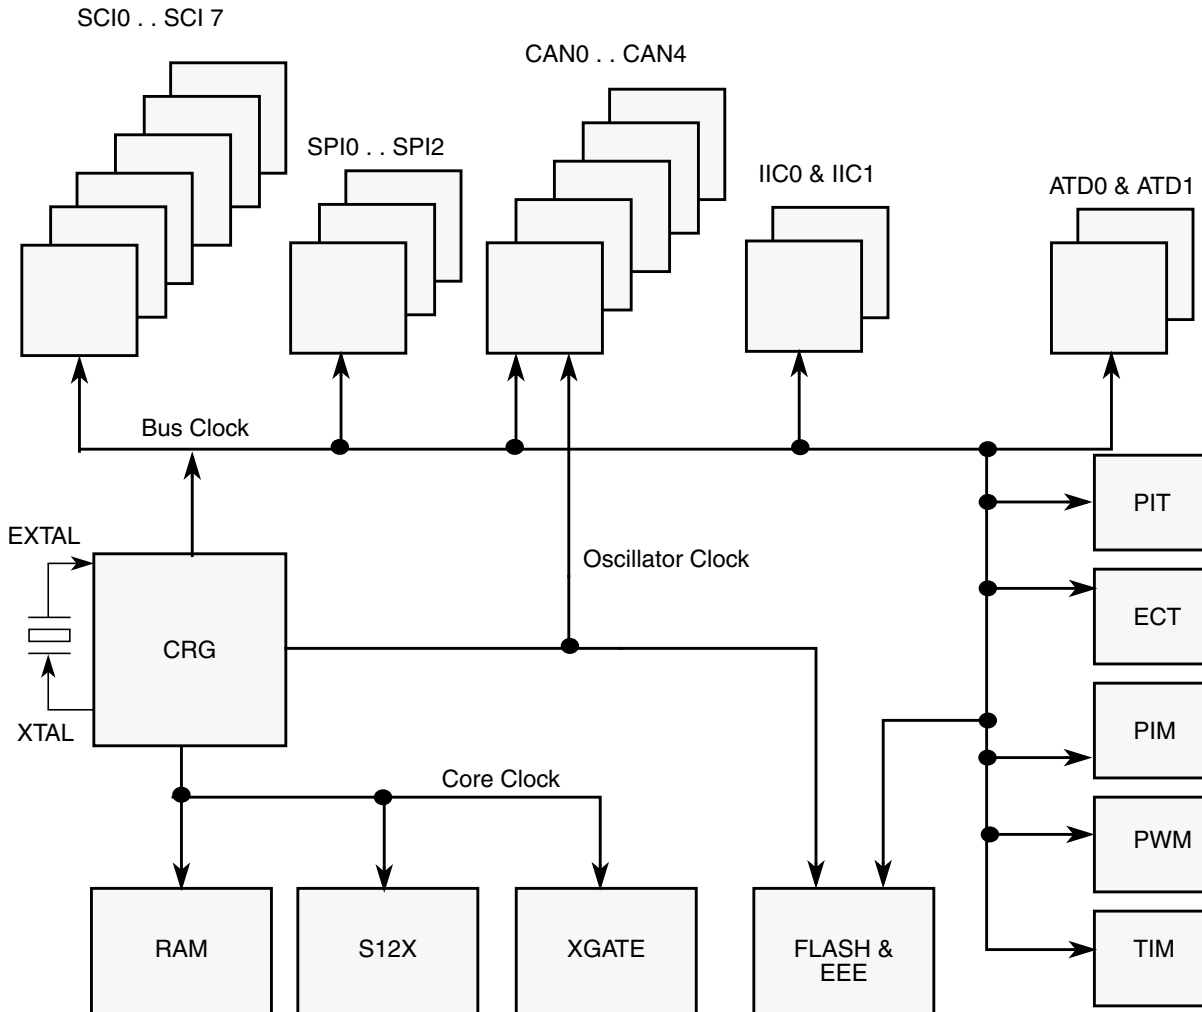 SCI0 . . SCI 7
CAN0 . . CAN4
SPI0 . . SPI2
IIC0 & IIC1
ATD0 & ATD1
Bus Clock
PIT
EXTAL
Oscillator Clock
ECT
CRG
XTAL
PIM
Core Clock
PWM
RAM
S12X
XGATE
FLASH &
EEE
TIM